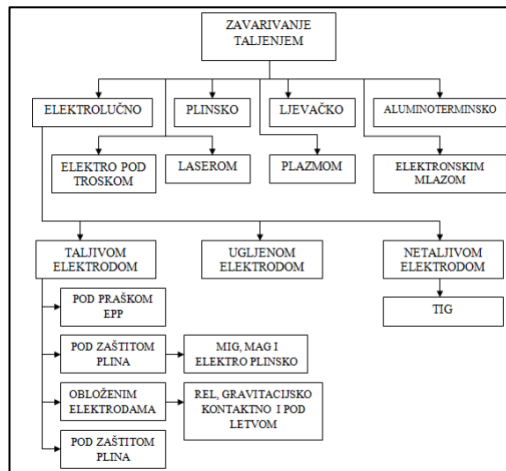 ZAVARIVANJE
TALJENJEM
ELEKTROLUČNO
PLINSKO
LJEVAČKO
ALUMINOTERMINSKO
ELEKTRO POD
TROSKOM
LASEROM
PLAZMOM
ELEKTRONSKIM
MLAZOM
TALJIVOM
ELEKTRODOM
UGLJENOM
ELEKTRODOM
NETALJIVOM
ELEKTRODOM
POD PRAŠKOM
EPP
TIG
POD ZAŠTITOM
PLINA
MIG, MAG I
ELEKTRO PLINSKO
OBLOŽENIM
ELEKTRODAMA
REL, GRAVITACIJSKO
KONTAKTNO I POD
LETVOM
POD ZAŠTITOM
PLINA